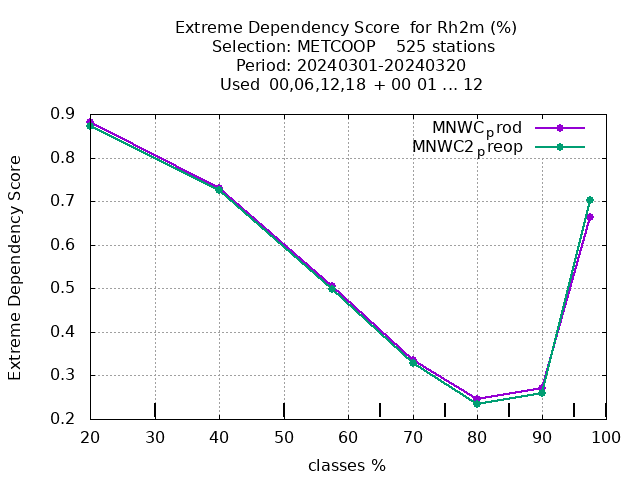 Extreme Dependency Score  for Rh2m (%)
Selection: METCOOP    525 stations
Period: 20240301-20240320
Used  00,06,12,18 + 00 01 ... 12
MNWC_prod
MNWC2_preop
0.9
0.8
0.7
0.6
0.5
0.4
0.3
0.2
Extreme Dependency Score
20 30 40 50 60 70 80 90 100
classes %